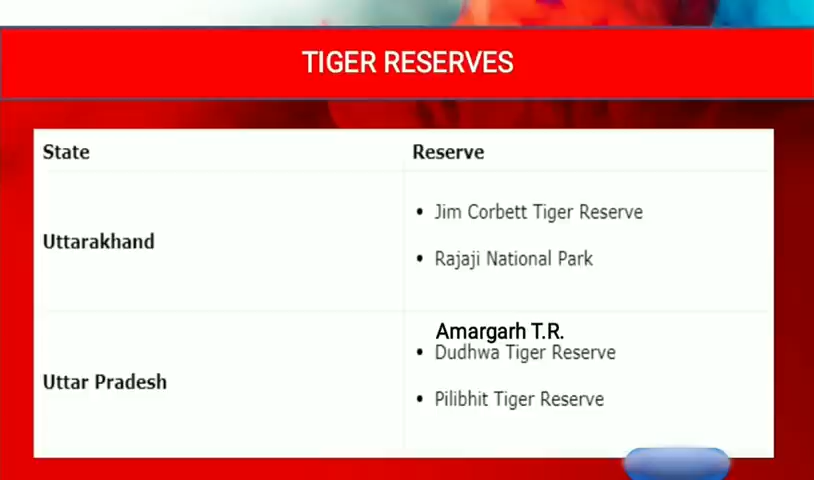 TIGER RESERVES
State Reserve
Uttarakhand
• Jim Corbett Tiger Reserve
• Rajaji National Park
Uttar Pradesh
Amargarh T.R.
• Dudhwa Tiger Reserve
• Pilibhit Tiger Reserve